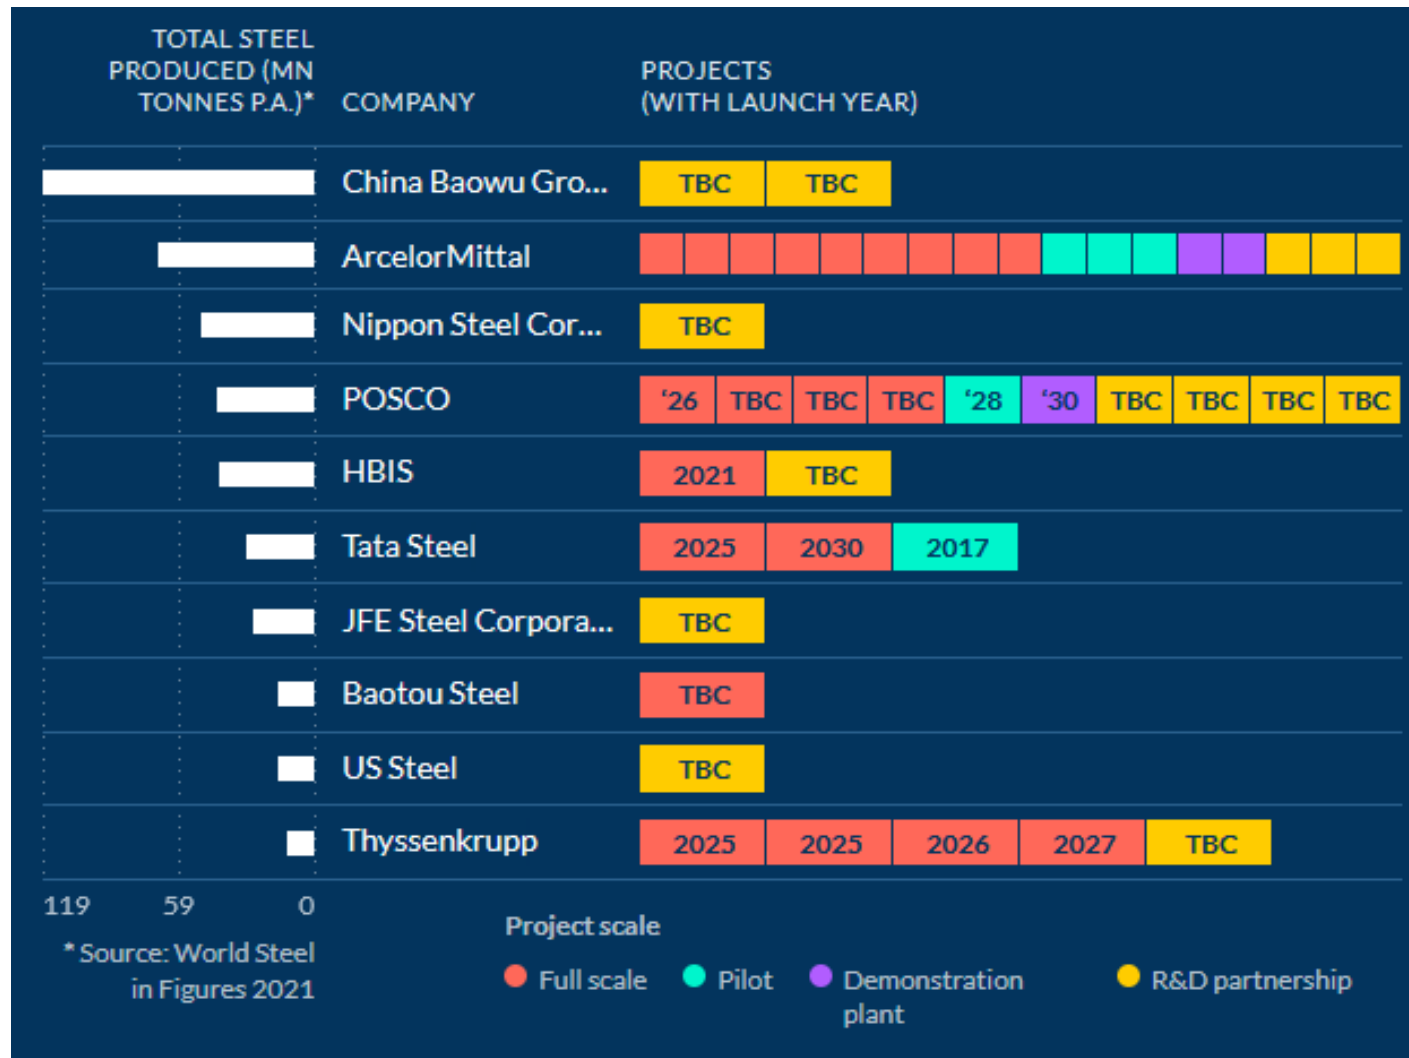 TOTAL STEEL
PRODUCED (MN
TONNES P.A.)*
COMPANY
PROJECTS
(WITH LAUNCH YEAR)
China Baowu Gro...
TBC TBC
ArcelorMittal
Nippon Steel Cor...
TBC
POSCO
‘26 TBC TBC TBC ‘28 ‘30 TBC TBC TBC TBC
HBIS
2021 TBC
Tata Steel
2025 2030 2017
JFE Steel Corpora...
TBC
Baotou Steel
TBC
US Steel
TBC
Thyssenkrupp
2025 2025 2026 2027 TBC
119 59 0
* Source: World Steel
in Figures 2021
Project scale
Full scale
Pilot
Demonstration
plant
R&D partnership